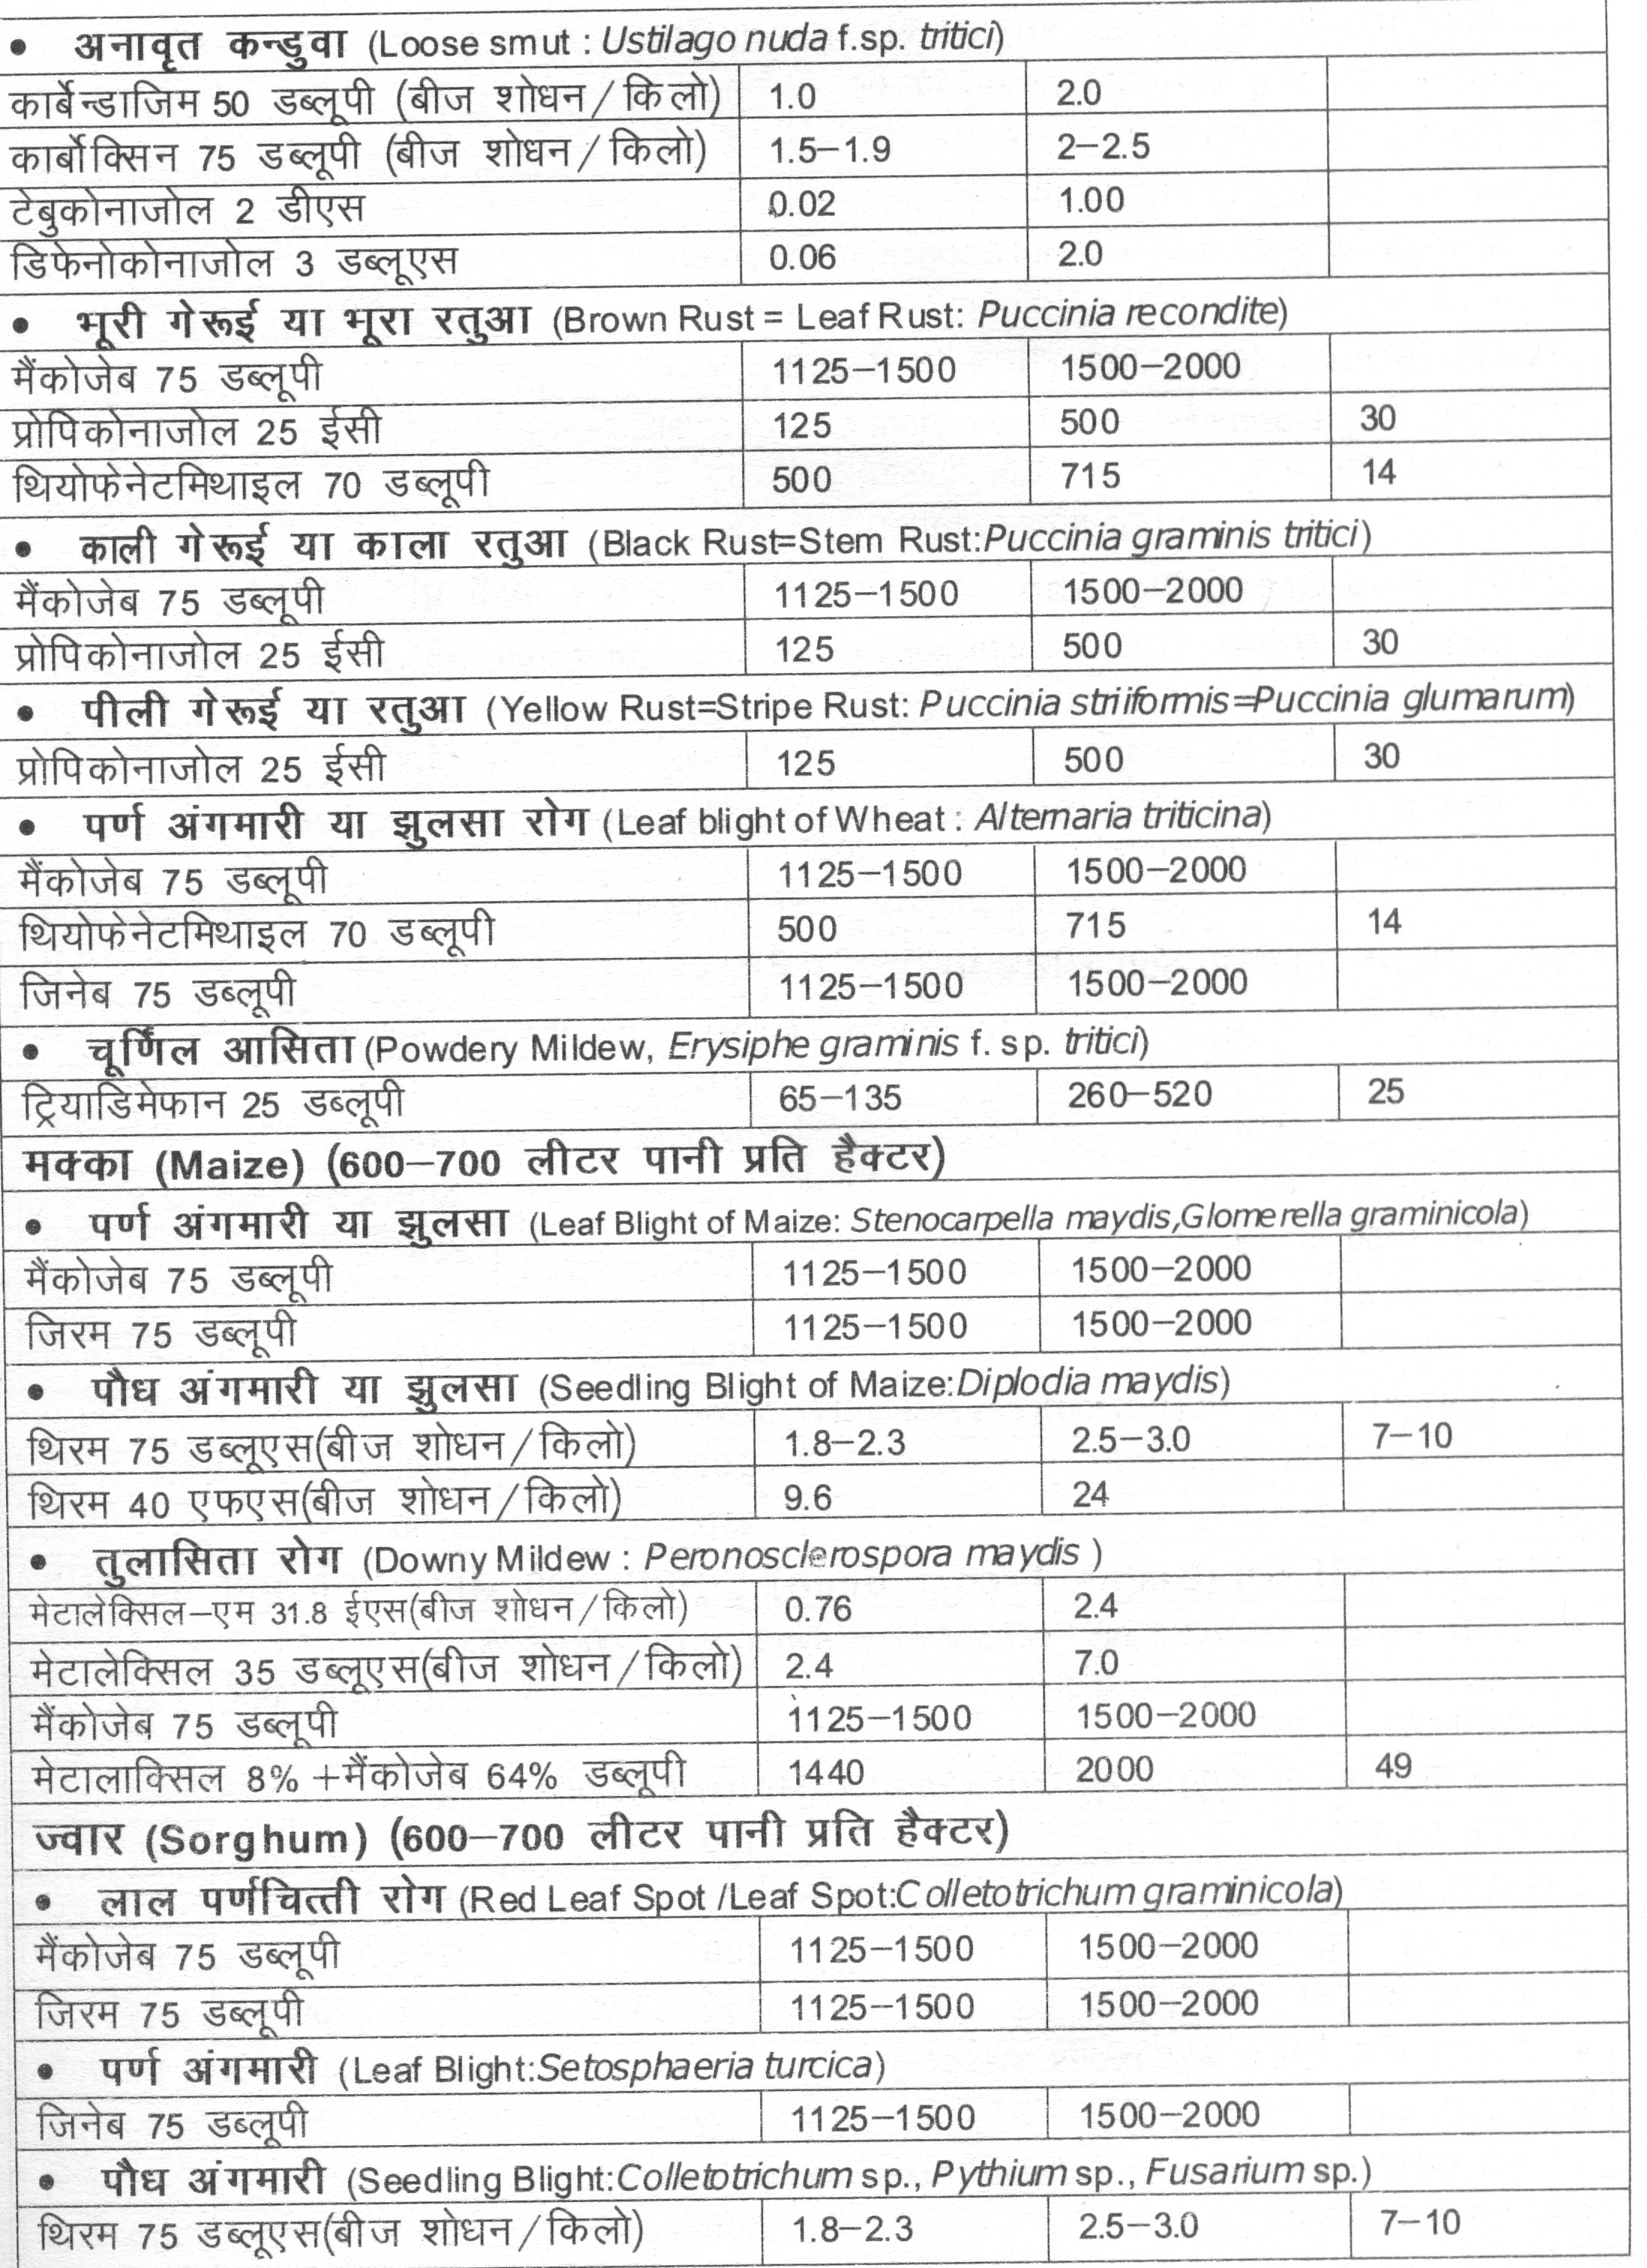 • अनावृत कन्डुवा (Loose smut : Ustilago nuda f.sp. tritici)
कार्बेन्डाजिम 50 डब्लूपी (बीज शोधन/किलो) 1.0 2.0
कार्बोक्सिन 75 डब्लूपी (बीज शोधन/किलो) 1.5–1.9 2–2.5
टेबुकोनाजोल 2 डीएस 0.02 1.00
डिफेनोकोनाजोल 3 डब्लूएस 0.06 2.0
• भूरी गेरूई या भूरा रतुआ (Brown Rust = Leaf Rust: Puccinia recondite)
मैंकोजेब 75 डब्लूपी 1125–1500 1500–2000
प्रोपिकोनाजोल 25 ईसी 125 500 30
थियोफेनेटमिथाइल 70 डब्लूपी 500 715 14
• काली गेरूई या काला रतुआ (Black Rust=Stem Rust:Puccinia graminis tritici)
मैंकोजेब 75 डब्लूपी 1125–1500 1500–2000
प्रोपिकोनाजोल 25 ईसी 125 500 30
• पीली गेरूई या रतुआ (Yellow Rust=Stripe Rust: Puccinia striiformis=Puccinia glumarum)
प्रोपिकोनाजोल 25 ईसी 125 500 30
• पर्ण अंगमारी या झुलसा रोग (Leaf blight of Wheat : Alternaria triticina)
मैंकोजेब 75 डब्लूपी 1125–1500 1500–2000
थियोफेनेटमिथाइल 70 डब्लूपी 500 715 14
जिनेब 75 डब्लूपी 1125–1500 1500–2000
• चूर्णिल आसिता (Powdery Mildew, Erysiphe graminis f. sp. tritici)
ट्रियाडिमेफान 25 डब्लूपी 65–135 260–520 25
मक्का (Maize) (600–700 लीटर पानी प्रति हैक्टर)
• पर्ण अंगमारी या झुलसा (Leaf Blight of Maize: Stenocarpella maydis,Glomerella graminicola)
मैंकोजेब 75 डब्लूपी 1125–1500 1500–2000
जिरम 75 डब्लूपी 1125–1500 1500–2000
• पौध अंगमारी या झुलसा (Seedling Blight of Maize:Diplodia maydis)
थिरम 75 डब्लूएस(बीज शोधन/किलो) 1.8–2.3 2.5–3.0 7–10
थिरम 40 एफएस(बीज शोधन/किलो) 9.6 24
• तुलासिता रोग (Downy Mildew : Peronosclerospora maydis )
मेटालेक्सिल–एम 31.8 ईएस(बीज शोधन/किलो) 0.76 2.4
मेटालेक्सिल 35 डब्लूएस(बीज शोधन/किलो) 2.4 7.0
मैंकोजेब 75 डब्लूपी 1125–1500 1500–2000
मेटालाक्सिल 8% +मैंकोजेब 64% डब्लूपी 1440 2000 49
ज्वार (Sorghum) (600–700 लीटर पानी प्रति हैक्टर)
• लाल पर्णचित्ती रोग (Red Leaf Spot /Leaf Spot:Colletotrichum graminicola)
मैंकोजेब 75 डब्लूपी 1125–1500 1500–2000
जिरम 75 डब्लूपी 1125–1500 1500–2000
• पर्ण अंगमारी (Leaf Blight:Setosphaeria turcica)
जिनेब 75 डब्लूपी 1125–1500 1500–2000
• पौध अंगमारी (Seedling Blight:Colletotrichum sp., Pythium sp., Fusarium sp.)
थिरम 75 डब्लूएस(बीज शोधन/किलो) 1.8–2.3 2.5–3.0 7–10